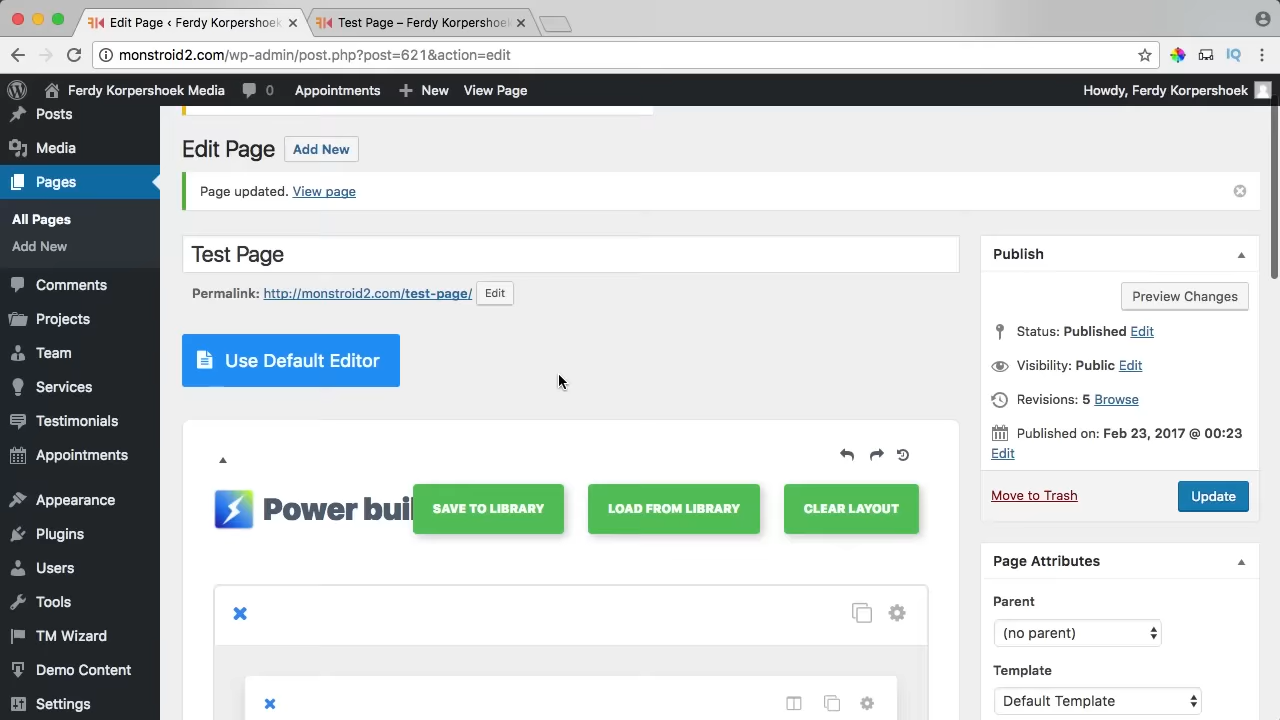 Edit Page ‹ Ferdy Korpershoek
Test Page – Ferdy Korpershoek
monstroid2.com/wp-admin/post.php?post=621&action=edit
Ferdy Korpershoek Media
0
Appointments
New
View Page
Howdy, Ferdy Korpershoek
Posts
Media
Pages
All Pages
Add New
Comments
Projects
Team
Services
Testimonials
Appointments
Appearance
Plugins
Users
Tools
TM Wizard
Demo Content
Settings
Edit Page
Add New
Page updated. View page
Test Page
Permalink: http://monstroid2.com/test-page/ Edit
Use Default Editor
Power buil
SAVE TO LIBRARY
LOAD FROM LIBRARY
CLEAR LAYOUT
Publish
Preview Changes
Status: Published Edit
Visibility: Public Edit
Revisions: 5 Browse
Published on: Feb 23, 2017 @ 00:23
Edit
Move to Trash
Update
Page Attributes
Parent
(no parent)
Template
Default Template